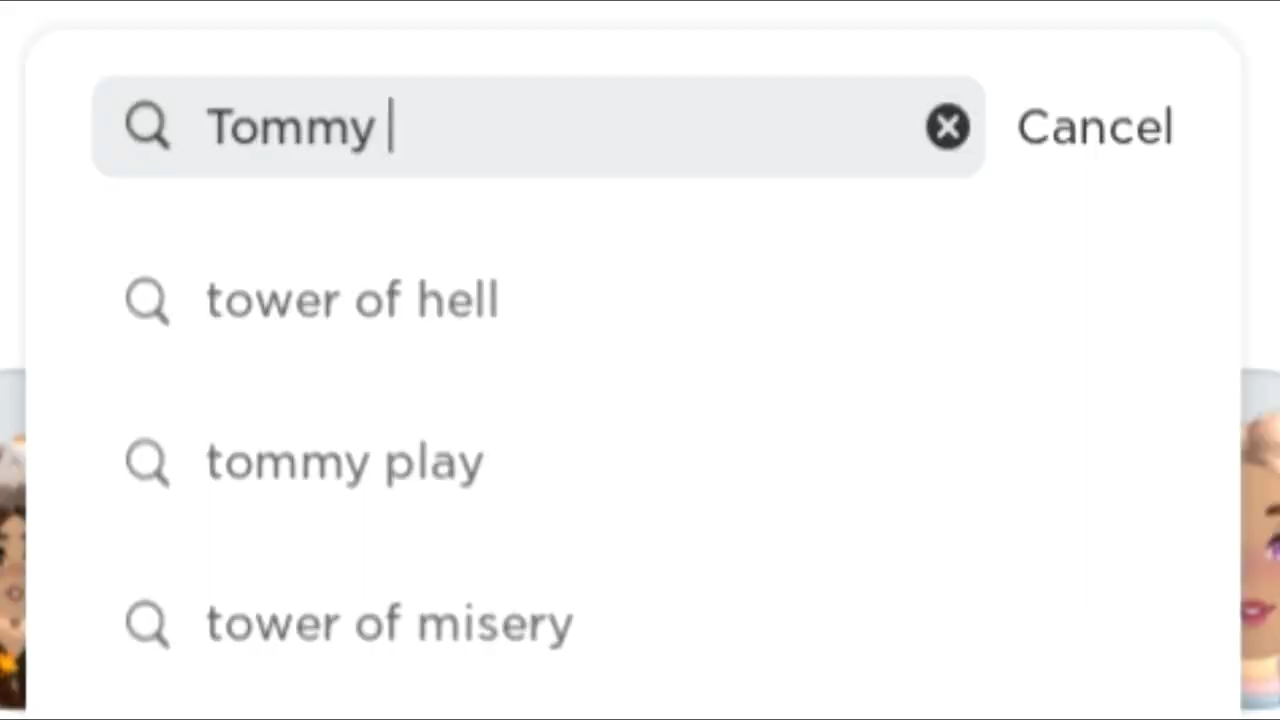 Tommy
Cancel
tower of hell
tommy play
tower of misery